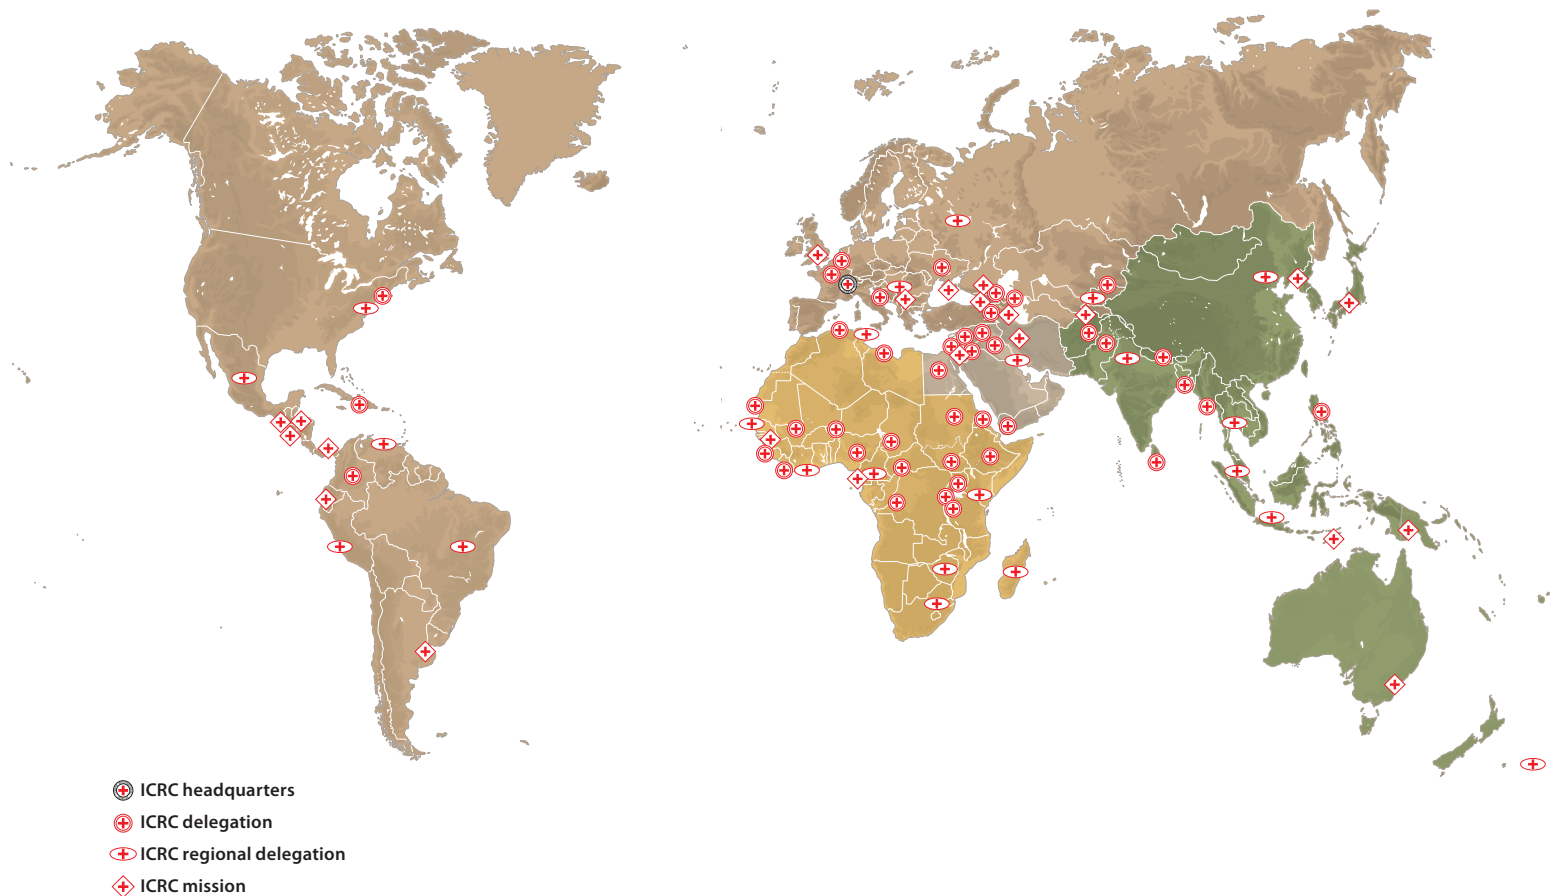 ICRC headquarters
ICRC delegation
ICRC regional delegation
ICRC mission